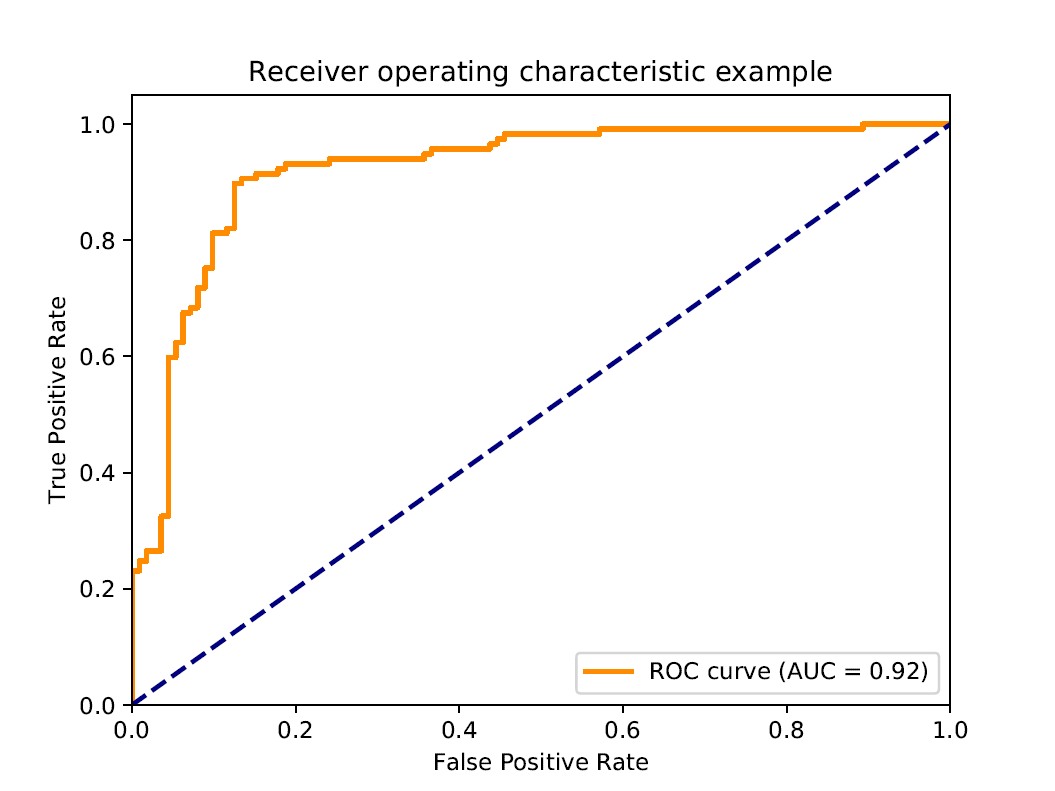 Receiver operating characteristic example
True Positive Rate
1.0
0.8
0.6
0.4
0.2
0.0
ROC curve (AUC = 0.92)
0.0 0.2 0.4 0.6 0.8 1.0
False Positive Rate